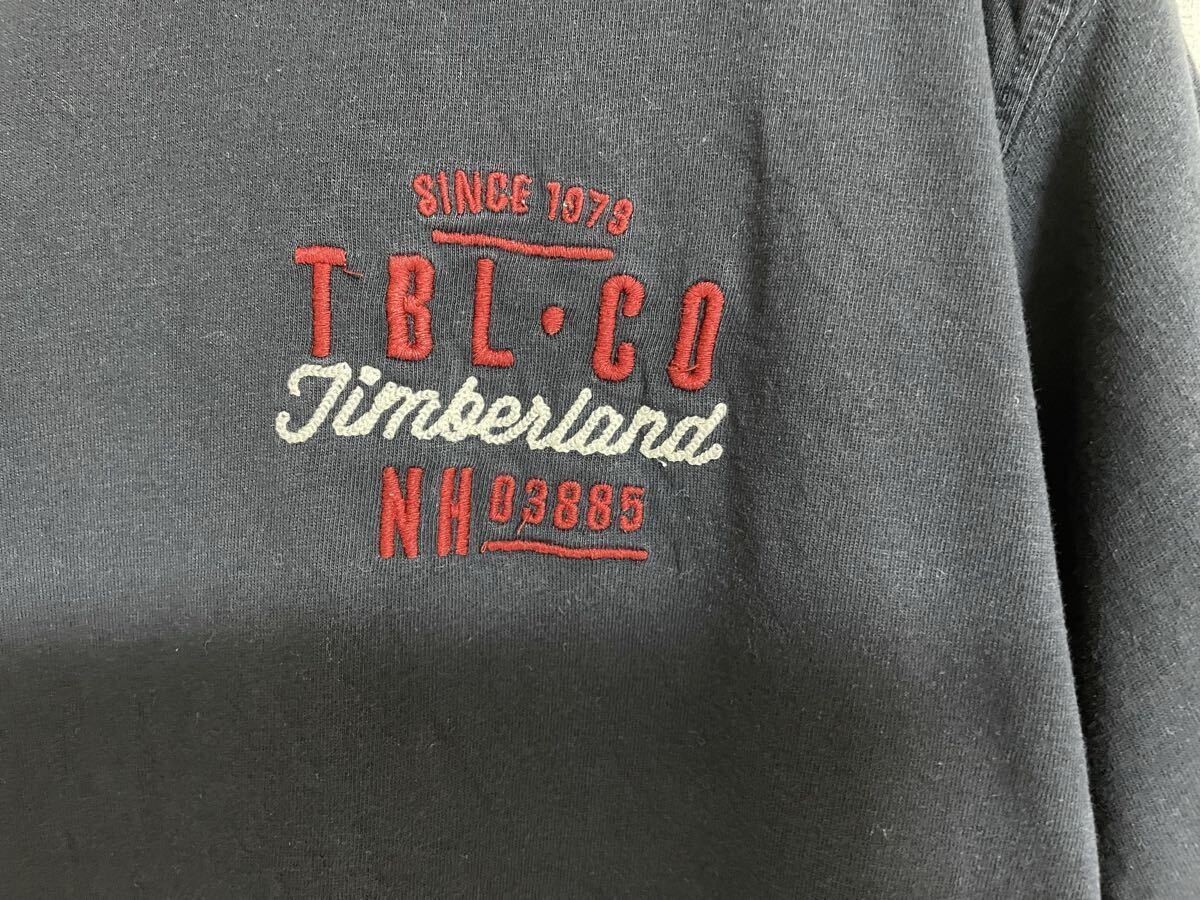 SINCE 1973
TBL•CO
Timberland
NH 03885